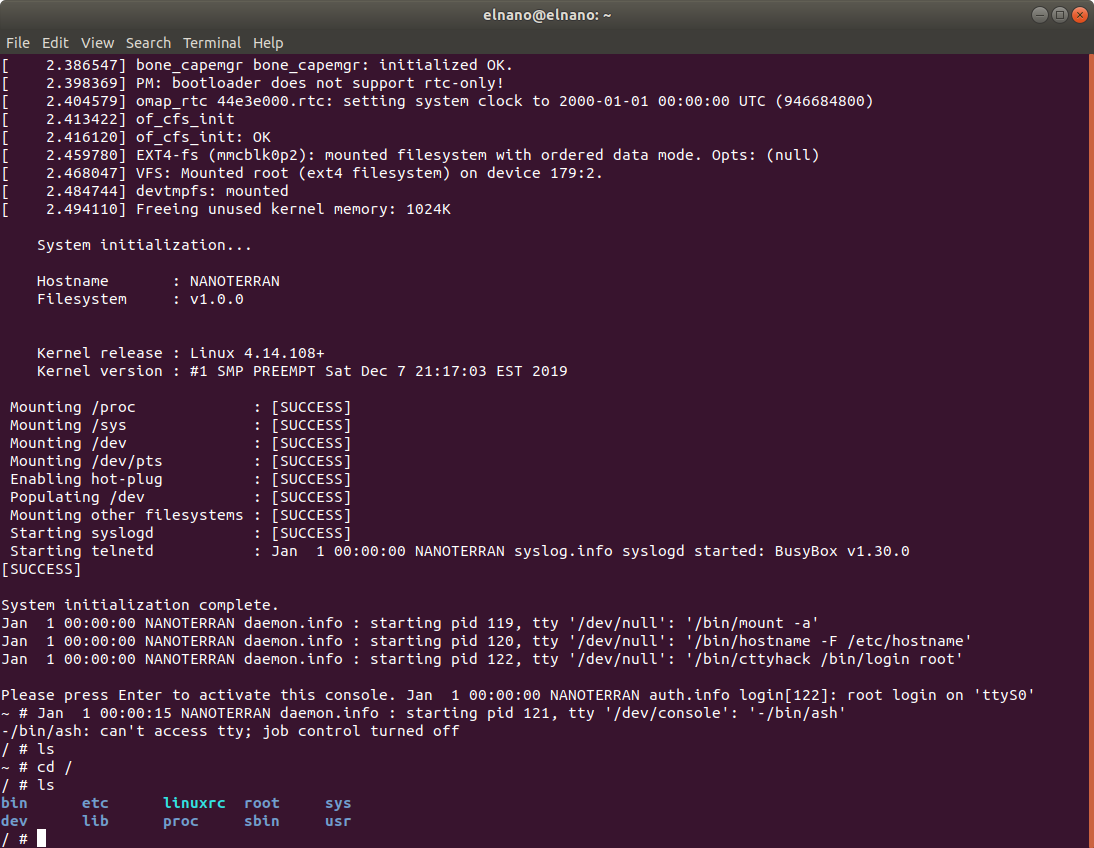 elnano@elnano: ~
File Edit View Search Terminal Help
[    2.386547] bone_capemgr bone_capemgr: initialized OK.
[    2.398369] PM: bootloader does not support rtc-only!
[    2.404579] omap_rtc 44e3e000.rtc: setting system clock to 2000-01-01 00:00:00 UTC (946684800)
[    2.413422] of_cfs_init
[    2.416120] of_cfs_init: OK
[    2.459780] EXT4-fs (mmcblk0p2): mounted filesystem with ordered data mode. Opts: (null)
[    2.468047] VFS: Mounted root (ext4 filesystem) on device 179:2.
[    2.484744] devtmpfs: mounted
[    2.494110] Freeing unused kernel memory: 1024K
    System initialization...
    Hostname       : NANOTERRAN
    Filesystem     : v1.0.0
    Kernel release : Linux 4.14.108+
    Kernel version : #1 SMP PREEMPT Sat Dec 7 21:17:03 EST 2019
 Mounting /proc             : [SUCCESS]
 Mounting /sys              : [SUCCESS]
 Mounting /dev              : [SUCCESS]
 Mounting /dev/pts          : [SUCCESS]
 Enabling hot-plug          : [SUCCESS]
 Populating /dev            : [SUCCESS]
 Mounting other filesystems : [SUCCESS]
 Starting syslogd           : [SUCCESS]
 Starting telnetd           : Jan  1 00:00:00 NANOTERRAN syslog.info syslogd started: BusyBox v1.30.0
[SUCCESS]
System initialization complete.
Jan  1 00:00:00 NANOTERRAN daemon.info : starting pid 119, tty '/dev/null': '/bin/mount -a'
Jan  1 00:00:00 NANOTERRAN daemon.info : starting pid 120, tty '/dev/null': '/bin/hostname -F /etc/hostname'
Jan  1 00:00:00 NANOTERRAN daemon.info : starting pid 122, tty '/dev/null': '/bin/cttyhack /bin/login root'
Please press Enter to activate this console. Jan  1 00:00:00 NANOTERRAN auth.info login[122]: root login on 'ttyS0'
~ # Jan  1 00:00:15 NANOTERRAN daemon.info : starting pid 121, tty '/dev/console': '-/bin/ash'
-/bin/ash: can't access tty; job control turned off
/ # ls
~ # cd /
/ # ls
bin      etc      linuxrc  root     sys
dev      lib      proc     sbin     usr
/ #